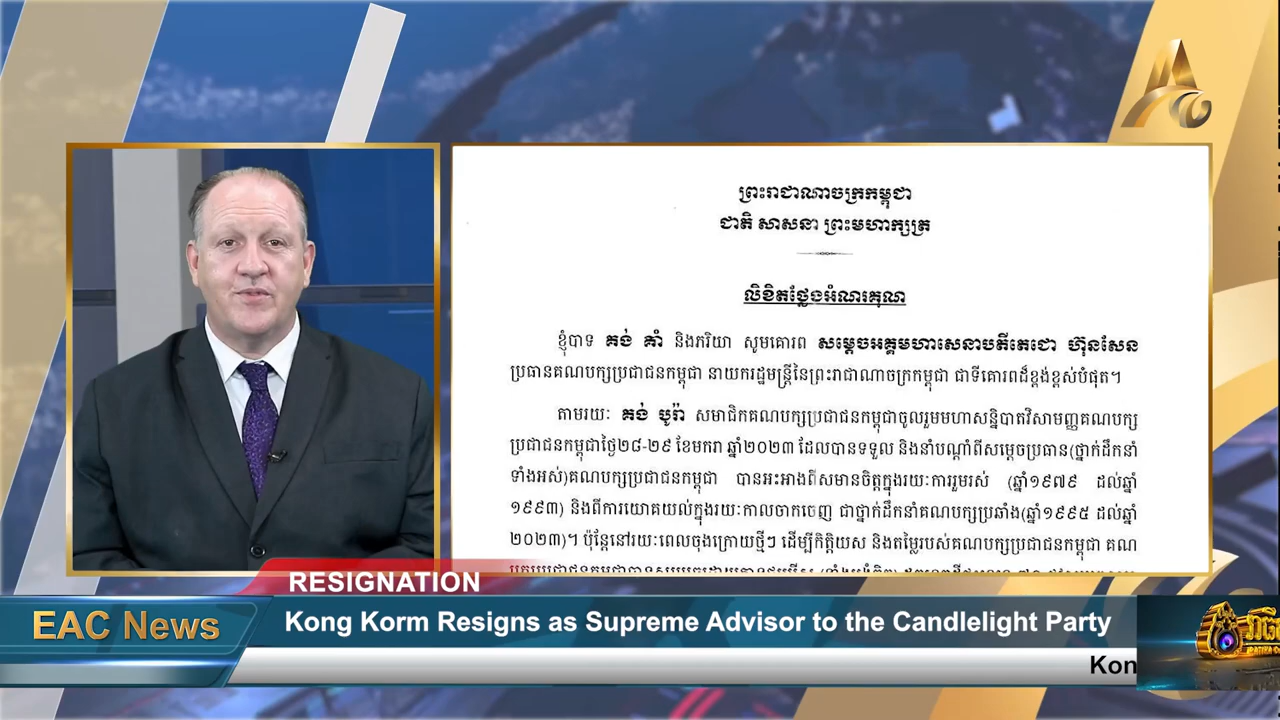 ព្រះរាជាណាចក្រកម្ពុជា
ជាតិ សាសនា ព្រះមហាក្សត្រ
លិខិតថ្លែងអំណរគុណ
ខ្ញុំបាទ គង់ គាំ និងភរិយា សូមគោរព សម្តេចអគ្គមហាសេនាបតីតេជោ ហ៊ុនសែន
ប្រធានគណបក្សប្រជាជនកម្ពុជា នាយករដ្ឋមន្ត្រីនៃព្រះរាជាណាចក្រកម្ពុជា ជាទីគោរពដ៏ខ្ពង់ខ្ពស់បំផុត។
តាមរយៈ គង់ បូរ៉ា សមាជិកគណបក្សប្រជាជនកម្ពុជាចូលរួមមហាសន្និបាតវិសាមញ្ញគណបក្ស
ប្រជាជនកម្ពុជាថ្ងៃ២៨-២៩ ខែមករា ឆ្នាំ២០២៣ ដែលបានទទួល និងនាំបណ្តាំពីសម្តេចប្រធាន(ថ្នាក់ដឹកនាំ
ទាំងអស់)គណបក្សប្រជាជនកម្ពុជា បានអះអាងពីសមានចិត្តក្នុងរយៈការរួមរស់ (ឆ្នាំ១៩៧៩ ដល់ឆ្នាំ
១៩៩៣) និងពីការយោគយល់ក្នុងរយៈកាលចាកចេញ ជាថ្នាក់ដឹកនាំគណបក្សប្រឆាំង(ឆ្នាំ១៩៩៥ ដល់ឆ្នាំ
២០២៣)។ ប៉ុន្តែនៅរយៈពេលចុងក្រោយថ្មីៗ ដើម្បីកិត្តិយស និងតម្លៃរបស់គណបក្សប្រជាជនកម្ពុជា គណ
RESIGNATION
EAC News
Kong Korm Resigns as Supreme Advisor to the Candlelight Party
Kon